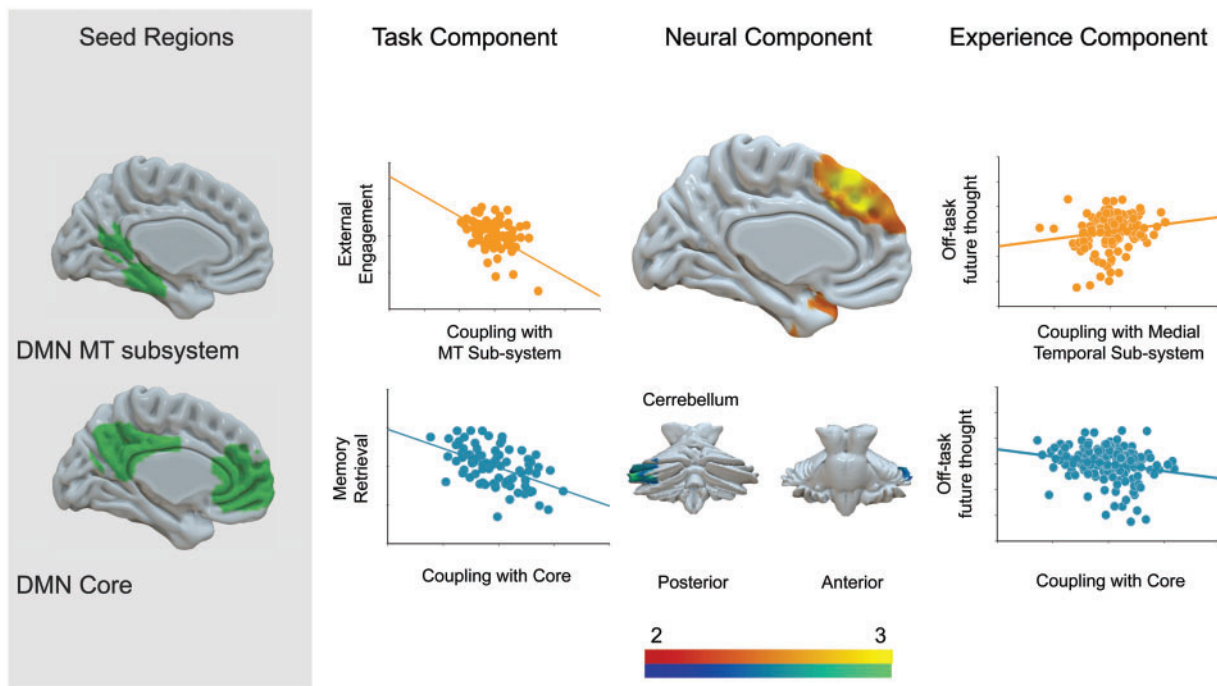 Seed Regions
Task Component
Neural Component
Experience Component
External
Engagement
Off-task
future thought
Coupling with
MT Sub-system
Coupling with Medial
Temporal Sub-system
DMN MT subsystem
Memory
Retrieval
Cerrebellum
Off-task
future thought
DMN Core
Coupling with Core
Posterior
Anterior
Coupling with Core
2
3